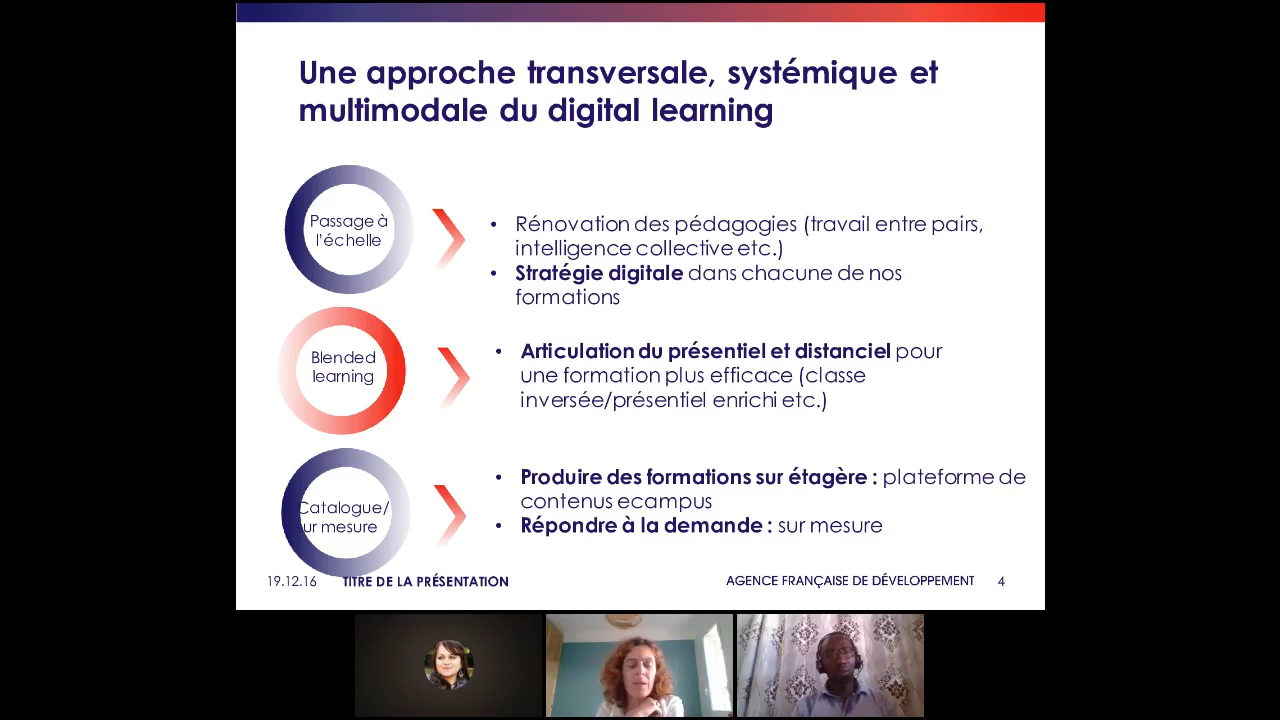 Une approche transversale, systémique et
multimodale du digital learning
Passage à
l'échelle
• Rénovation des pédagogies (travail entre pairs,
intelligence collective etc.)
• Stratégie digitale dans chacune de nos
formations
Blended
learning
• Articulation du présentiel et distanciel pour
une formation plus efficace (classe
inversée/présentiel enrichi etc.)
Catalogue/
sur mesure
• Produire des formations sur étagère : plateforme de
contenus ecampus
• Répondre à la demande : sur mesure
19.12.16 TITRE DE LA PRÉSENTATION AGENCE FRANÇAISE DE DÉVELOPPEMENT 4